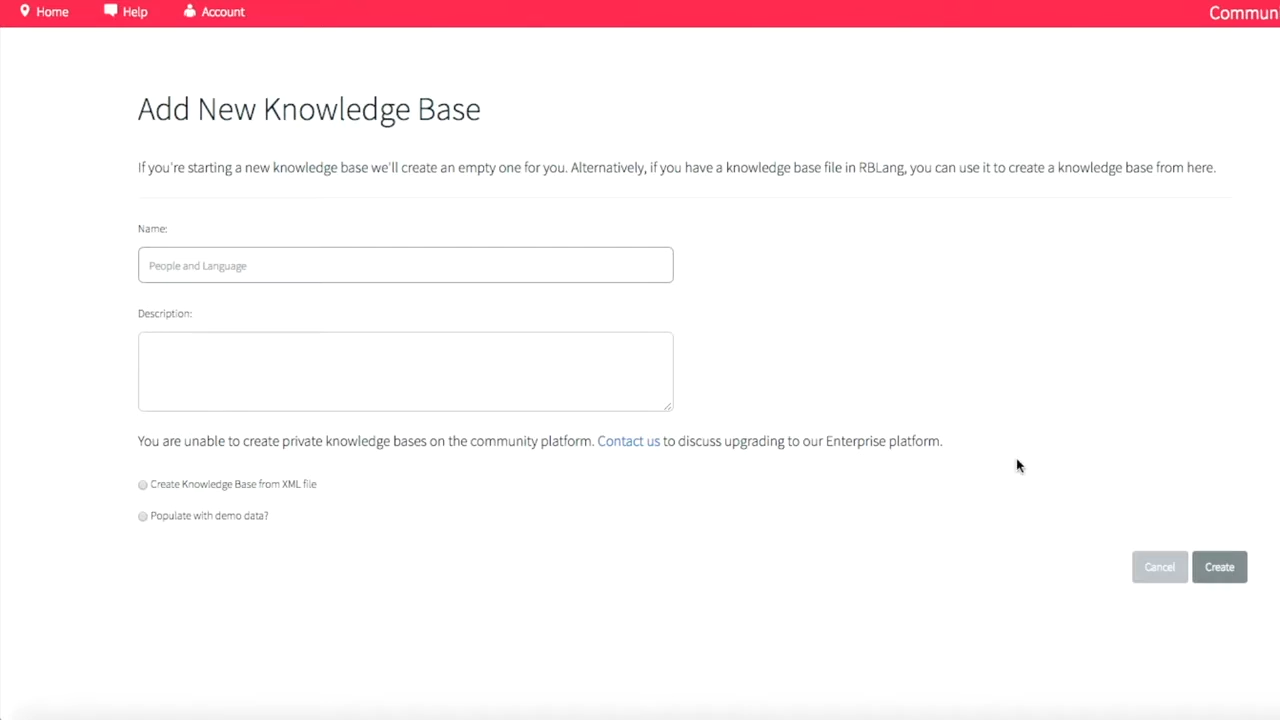 Home Help Account Commun
Add New Knowledge Base
If you're starting a new knowledge base we'll create an empty one for you. Alternatively, if you have a knowledge base file in RBLang, you can use it to create a knowledge base from here.
Name:
People and Language
Description:
You are unable to create private knowledge bases on the community platform. Contact us to discuss upgrading to our Enterprise platform.
Create Knowledge Base from XML file
Populate with demo data?
Cancel Create